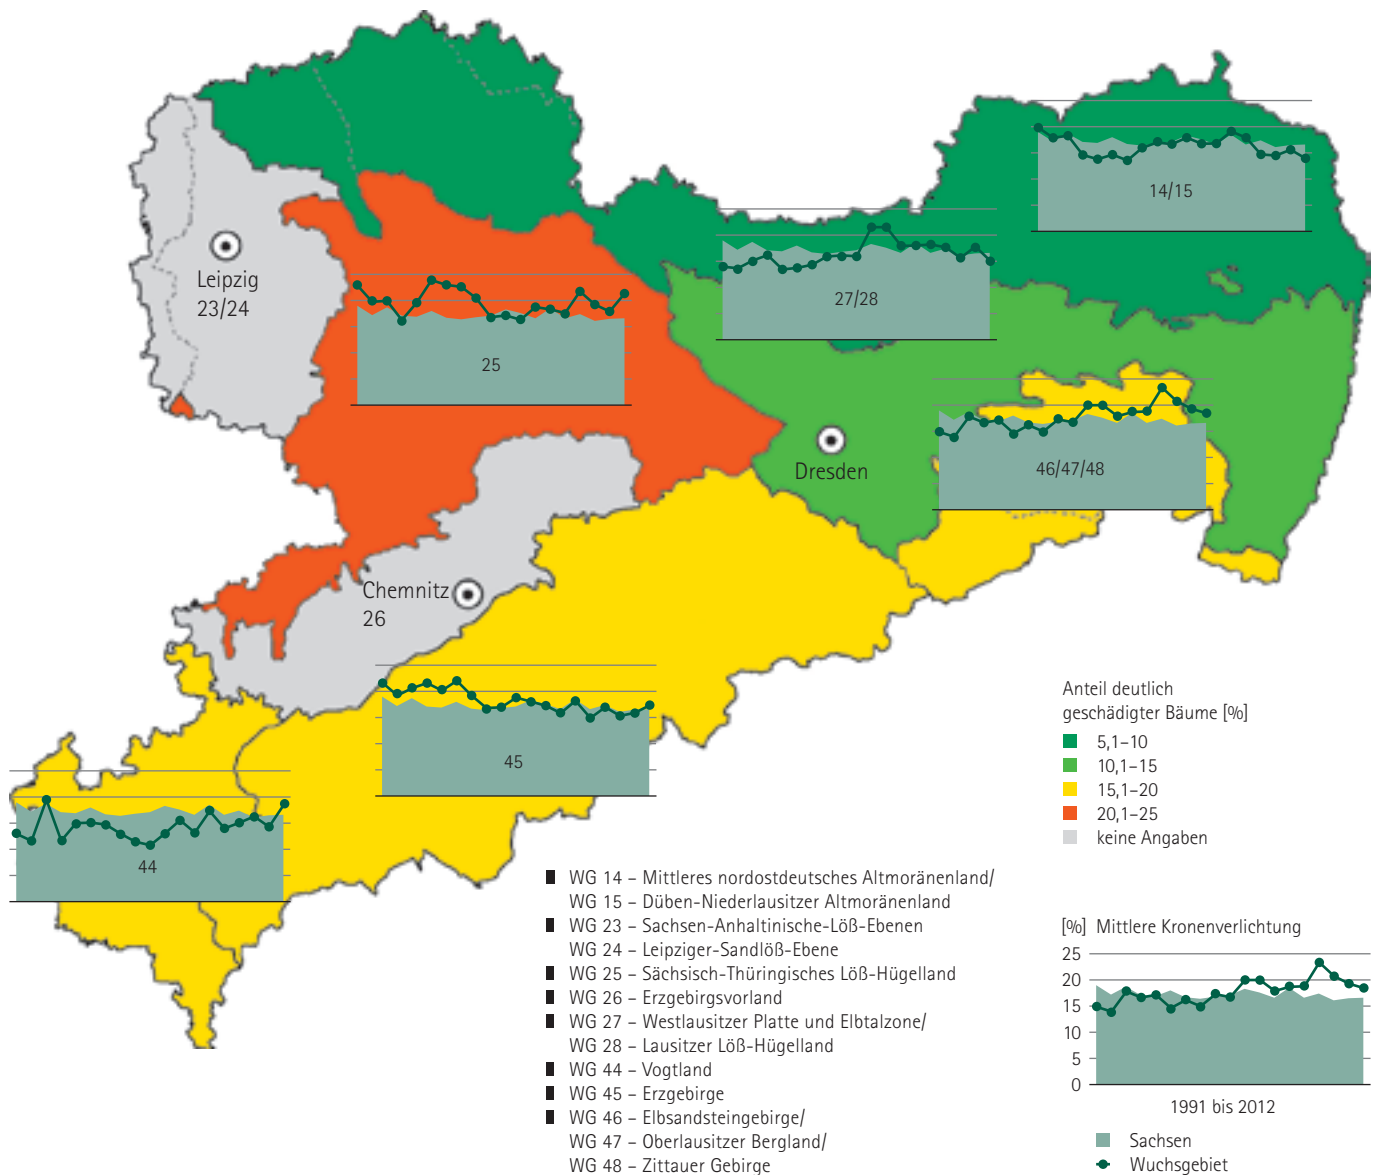 14/15
Leipzig
23/24
27/28
25
Dresden
46/47/48
Chemnitz
26
45
44
Anteil deutlich
geschädigter Bäume [%]
5,1–10
10,1–15
15,1–20
20,1–25
keine Angaben
WG 14 – Mittleres nordostdeutsches Altmoränenland/
WG 15 – Düben-Niederlausitzer Altmoränenland
WG 23 – Sachsen-Anhaltinische-Löß-Ebenen
WG 24 – Leipziger-Sandlöß-Ebene
WG 25 – Sächsisch-Thüringisches Löß-Hügelland
WG 26 – Erzgebirgsvorland
WG 27 – Westlausitzer Platte und Elbtalzone/
WG 28 – Lausitzer Löß-Hügelland
WG 44 – Vogtland
WG 45 – Erzgebirge
WG 46 – Elbsandsteingebirge/
WG 47 – Oberlausitzer Bergland/
WG 48 – Zittauer Gebirge
[%] Mittlere Kronenverlichtung
25
20
15
10
5
0
1991 bis 2012
Sachsen
Wuchsgebiet